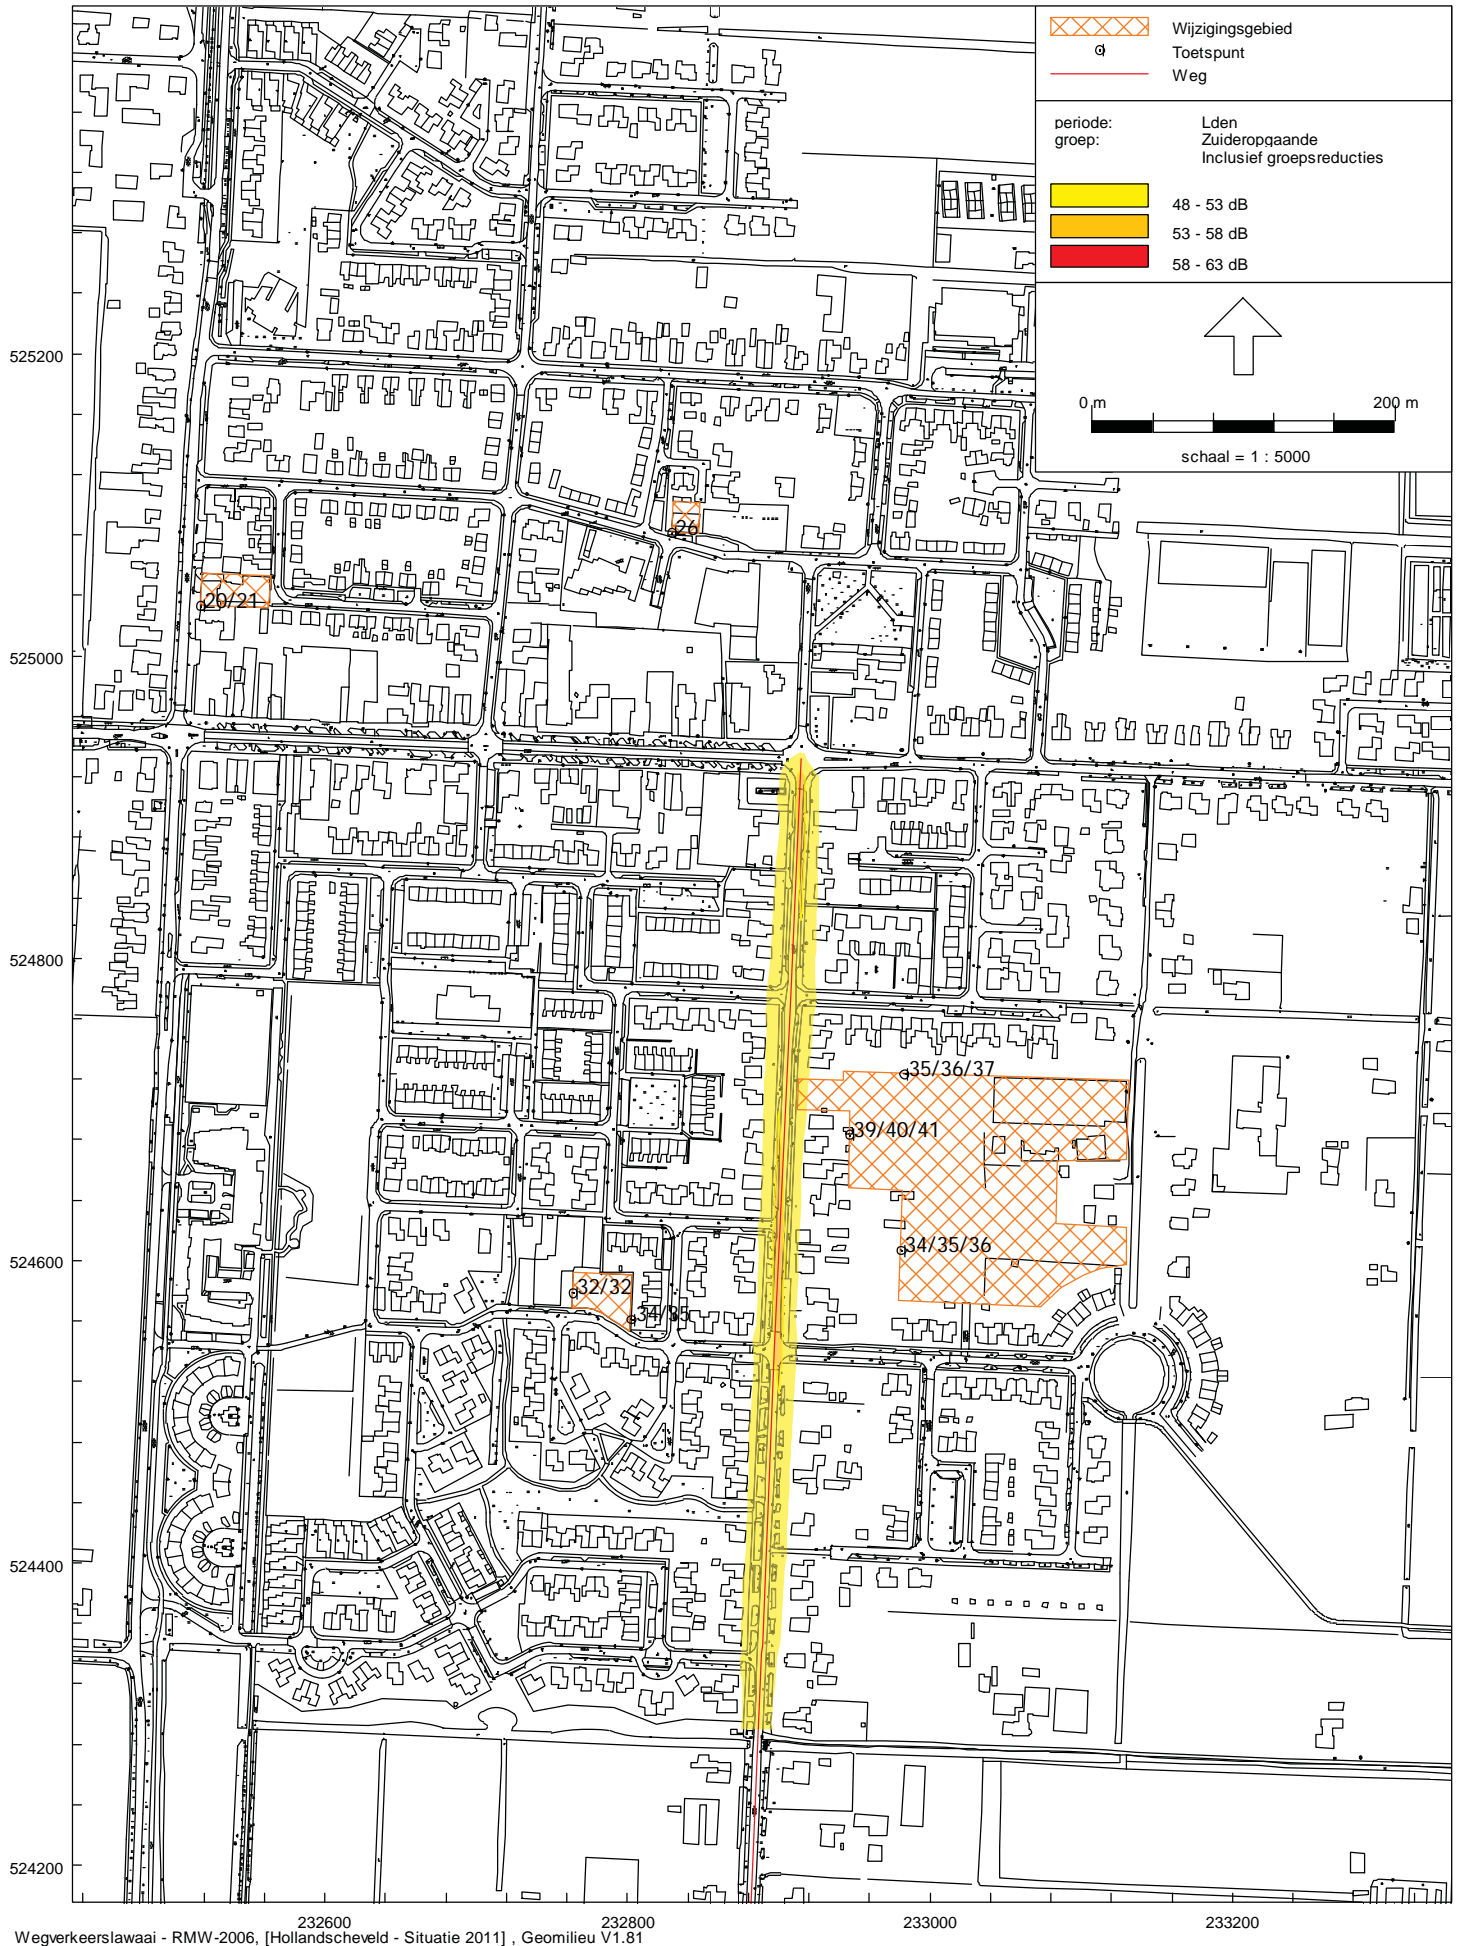 Wijzigingsgebied
Toetspunt
Weg
periode: Lden
groep: Zuideropgaande
Inclusief groepsreducties
48 - 53 dB
53 - 58 dB
58 - 63 dB
0 m 200 m
schaal = 1 : 5000
525200
26
20/21
525000
524800
35/36/37
39/40/41
34/35/36
524600
32/32
34/35
524400
524200
232600 232800 233000 233200
Wegverkeerslawaai - RMW-2006, [Hollandscheveld - Situatie 2011] , Geomilieu V1.81